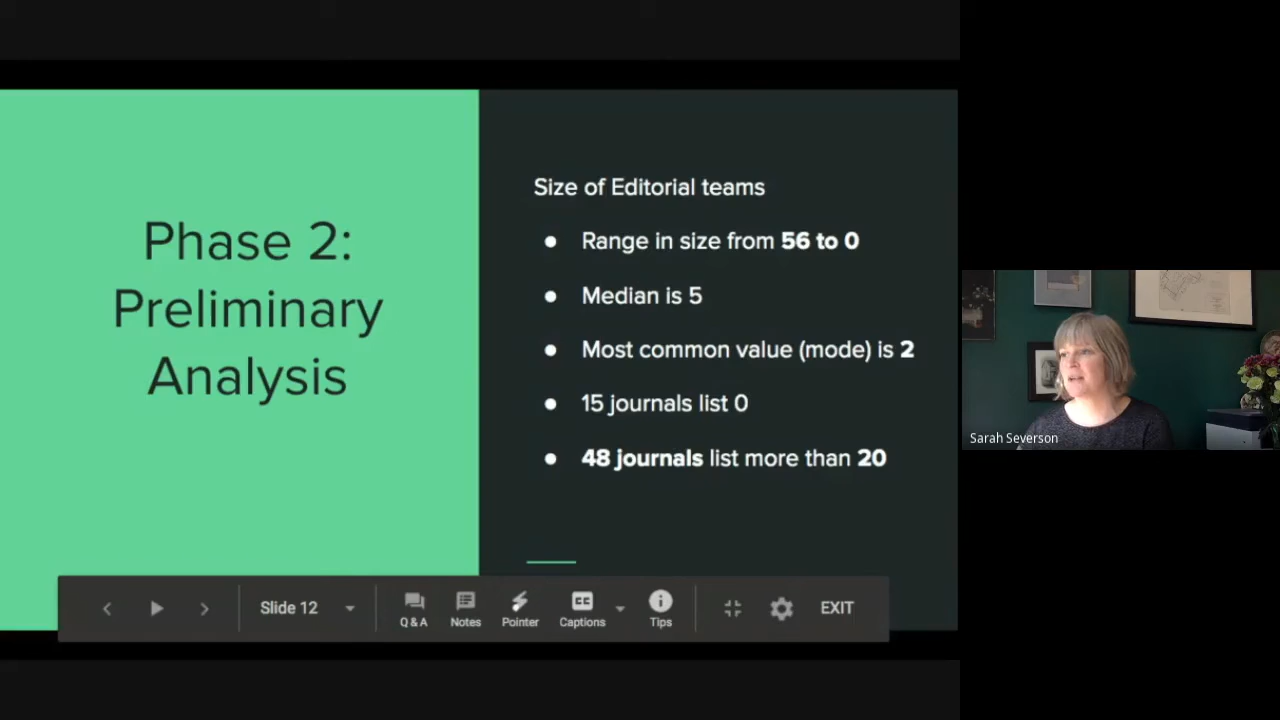 Phase 2:
Preliminary
Analysis
Size of Editorial teams
● Range in size from 56 to 0
● Median is 5
● Most common value (mode) is 2
● 15 journals list 0
● 48 journals list more than 20
Sarah Severson
Slide 12
Q & A
Notes
Pointer
CC
Captions
Tips
EXIT